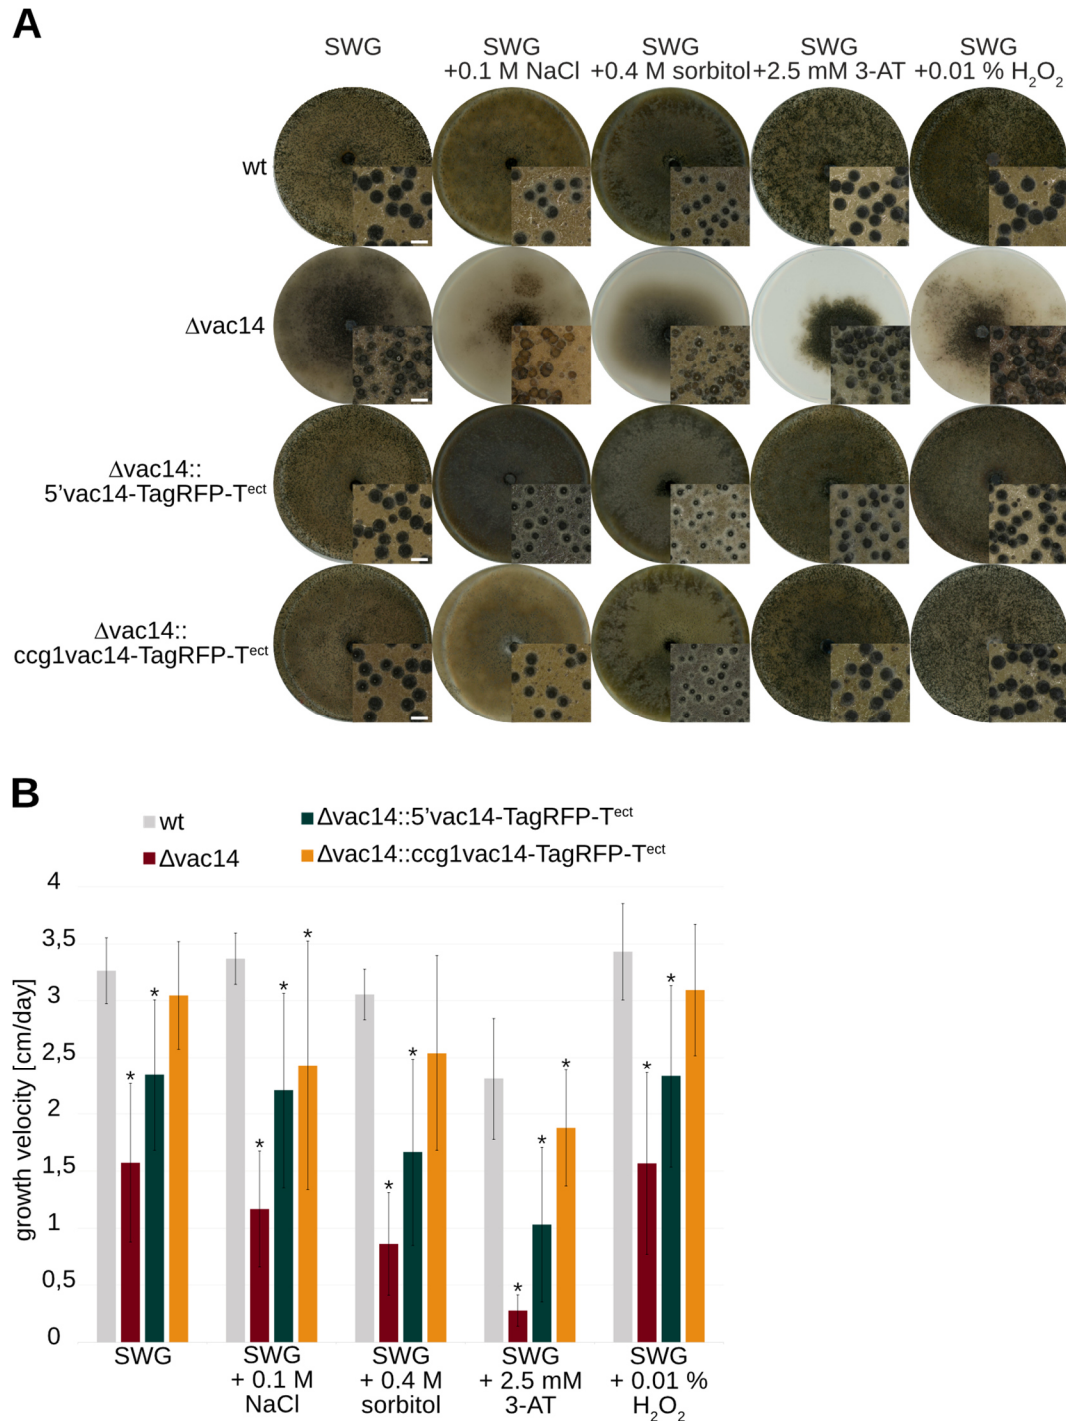 A
SWG SWG SWG SWG SWG
+0.1 M NaCl +0.4 M sorbitol +2.5 mM 3-AT +0.01 % H₂O₂
wt
Δvac14
Δvac14::
5'vac14-TagRFP-Tᵉᶜᵗ
Δvac14::
ccg1vac14-TagRFP-Tᵉᶜᵗ
B
wt Δvac14::5'vac14-TagRFP-Tᵉᶜᵗ
Δvac14 Δvac14::ccg1vac14-TagRFP-Tᵉᶜᵗ
growth velocity [cm/day]
4
3,5
3
2,5
2
1,5
1
0,5
0
* * * * * * * * * * * * *
SWG SWG SWG SWG SWG
+ 0.1 M + 0.4 M + 2.5 mM + 0.01 %
NaCl sorbitol 3-AT H₂O₂